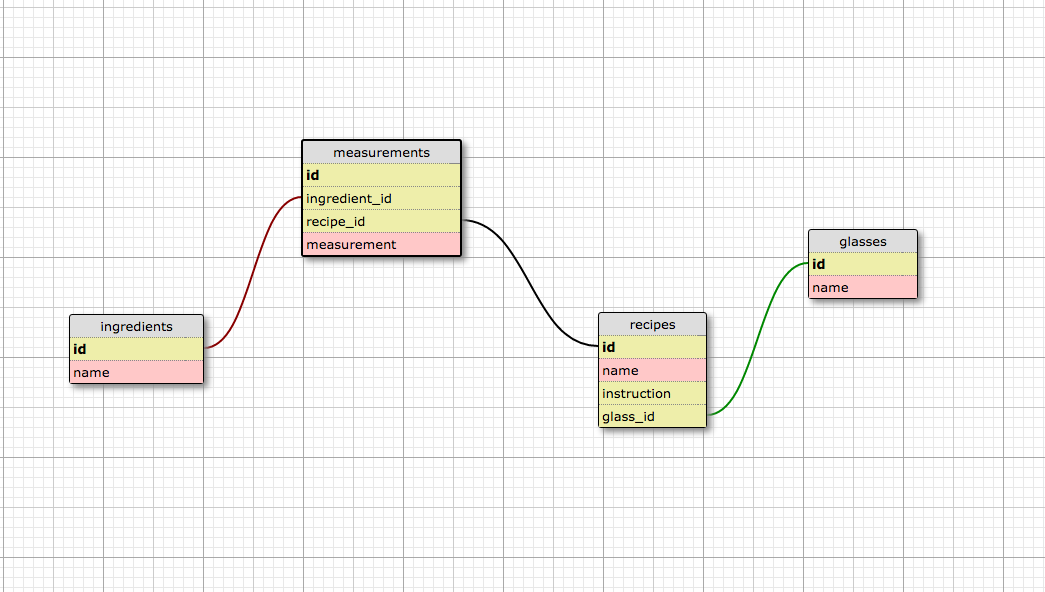 measurements
id
ingredient_id
recipe_id
measurement
ingredients
id
name
recipes
id
name
instruction
glass_id
glasses
id
name